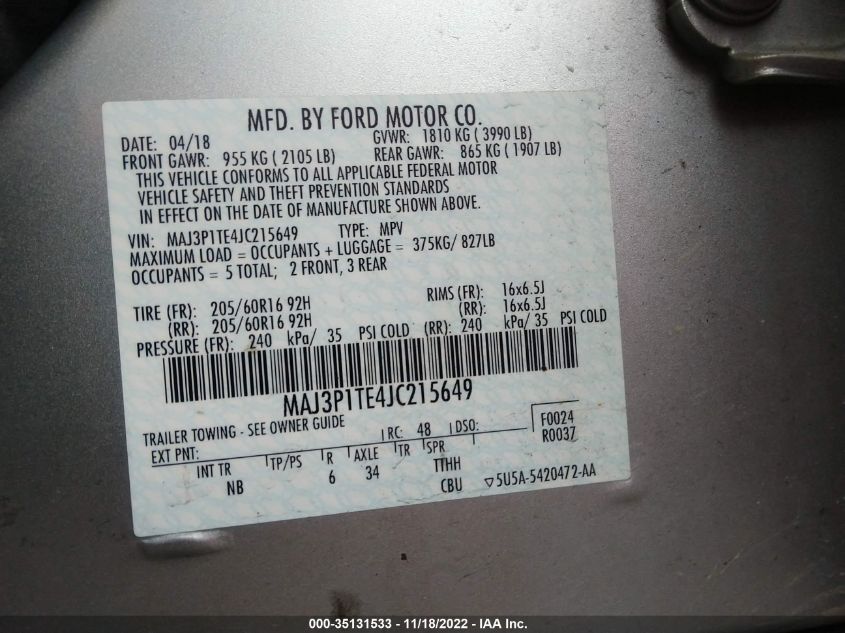 MFD. BY FORD MOTOR CO.
DATE: 04/18 GVWR: 1810 KG ( 3990 LB)
FRONT GAWR: 955 KG ( 2105 LB) REAR GAWR: 865 KG ( 1907 LB)
THIS VEHICLE CONFORMS TO ALL APPLICABLE FEDERAL MOTOR
VEHICLE SAFETY AND THEFT PREVENTION STANDARDS
IN EFFECT ON THE DATE OF MANUFACTURE SHOWN ABOVE.
VIN: MAJ3P1TE4JC215649 TYPE: MPV
MAXIMUM LOAD = OCCUPANTS + LUGGAGE = 375KG/ 827LB
OCCUPANTS = 5 TOTAL; 2 FRONT, 3 REAR
TIRE (FR): 205/60R16 92H RIMS (FR): 16x6.5J
(RR): 205/60R16 92H (RR): 16x6.5J
PRESSURE (FR): 240 kPa/ 35 PSI COLD (RR): 240 kPa/ 35 PSI COLD
MAJ3P1TE4JC215649
TRAILER TOWING - SEE OWNER GUIDE
EXT PNT: RC: 48 DSO: F0024
R0037
INT TR TP/PS R AXLE TR SPR
NB 6 34 TTHH
CBU ▽5U5A-5420472-AA
000-35131533 - 11/18/2022 - IAA Inc.